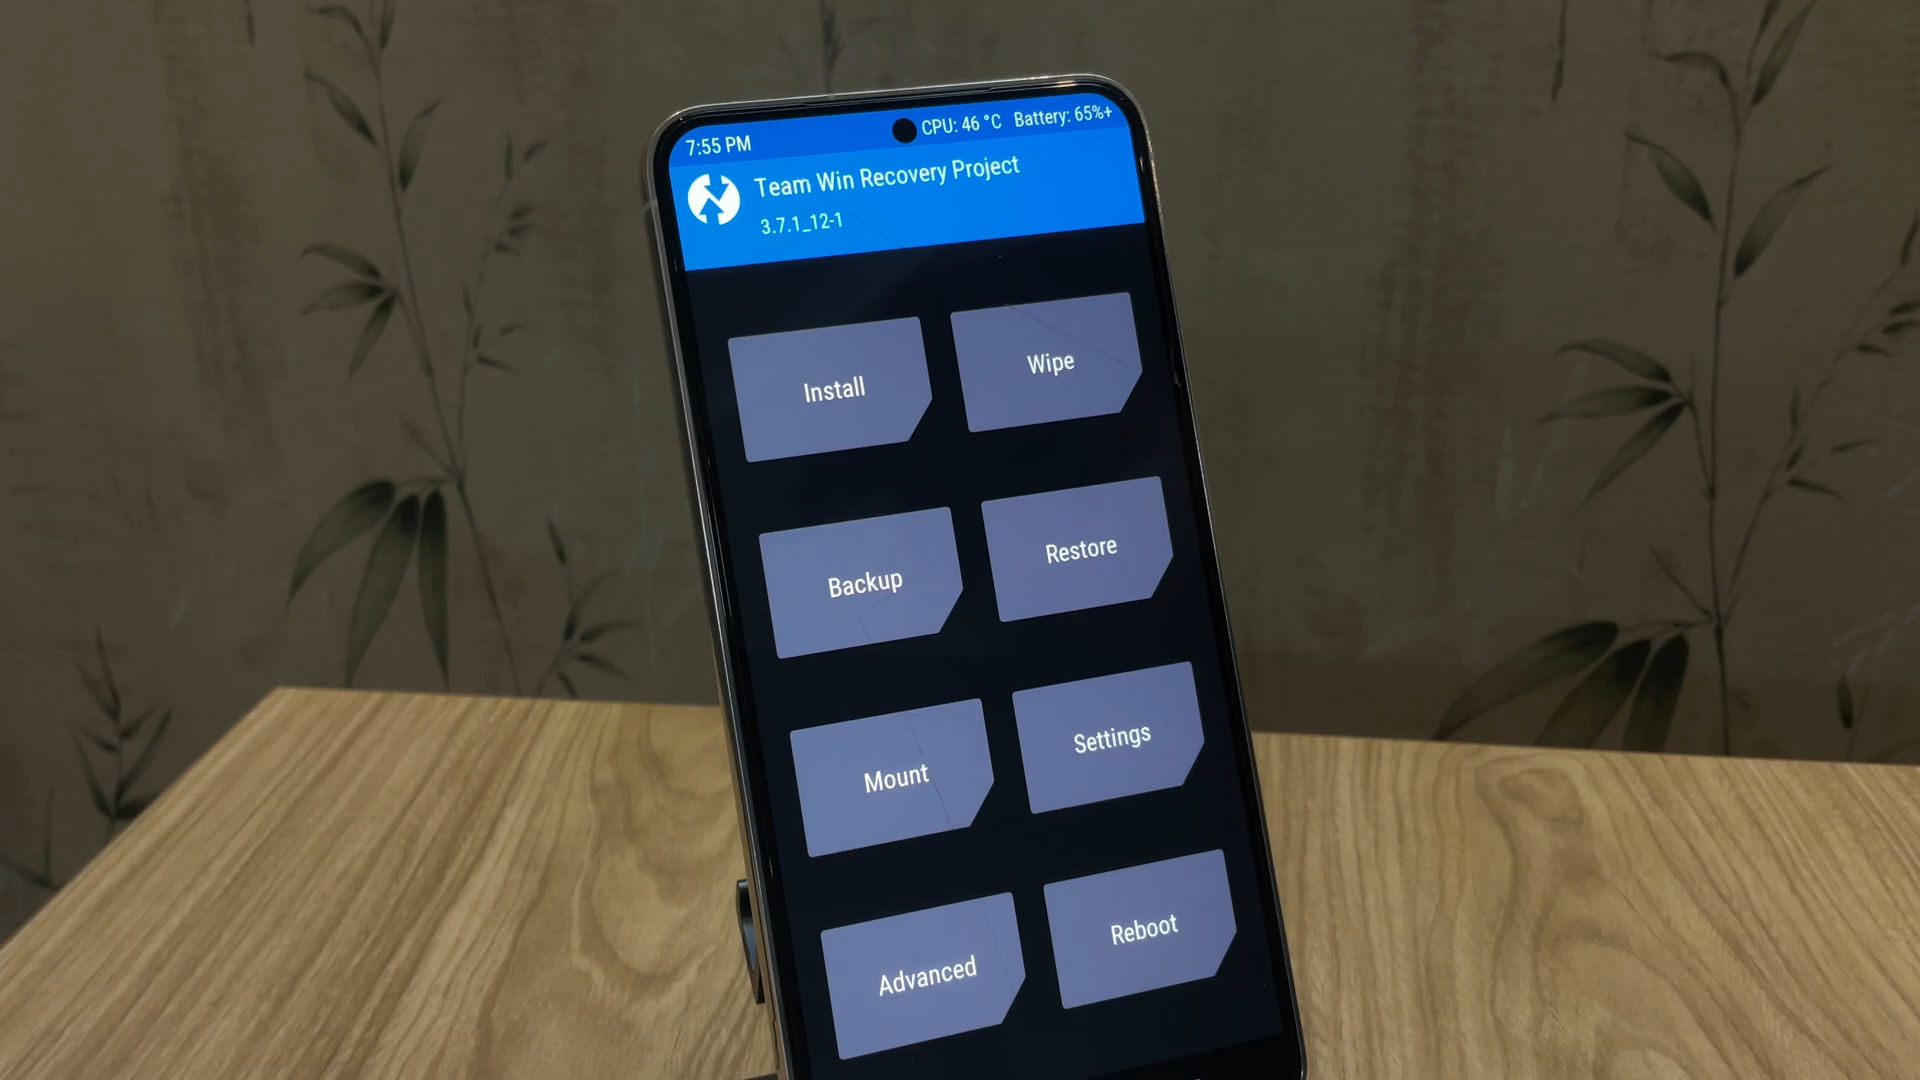 7:55 PM CPU: 46 °C Battery: 65%+
Team Win Recovery Project
3.7.1_12-1
Install Wipe
Backup Restore
Mount Settings
Advanced Reboot